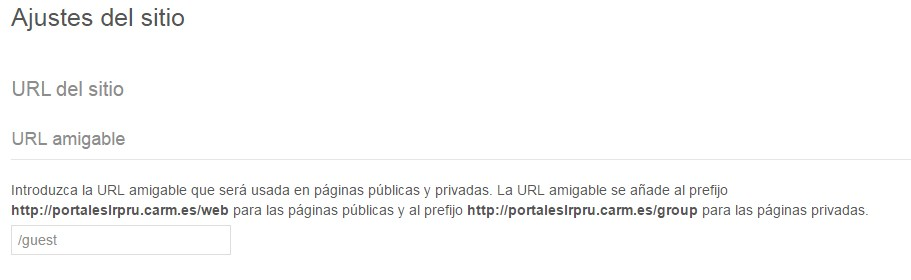 Ajustes del sitio
URL del sitio
URL amigable
Introduzca la URL amigable que será usada en páginas públicas y privadas. La URL amigable se añade al prefijo
http://portaleslrpru.carm.es/web para las páginas públicas y al prefijo http://portaleslrpru.carm.es/group para las páginas privadas.
/guest